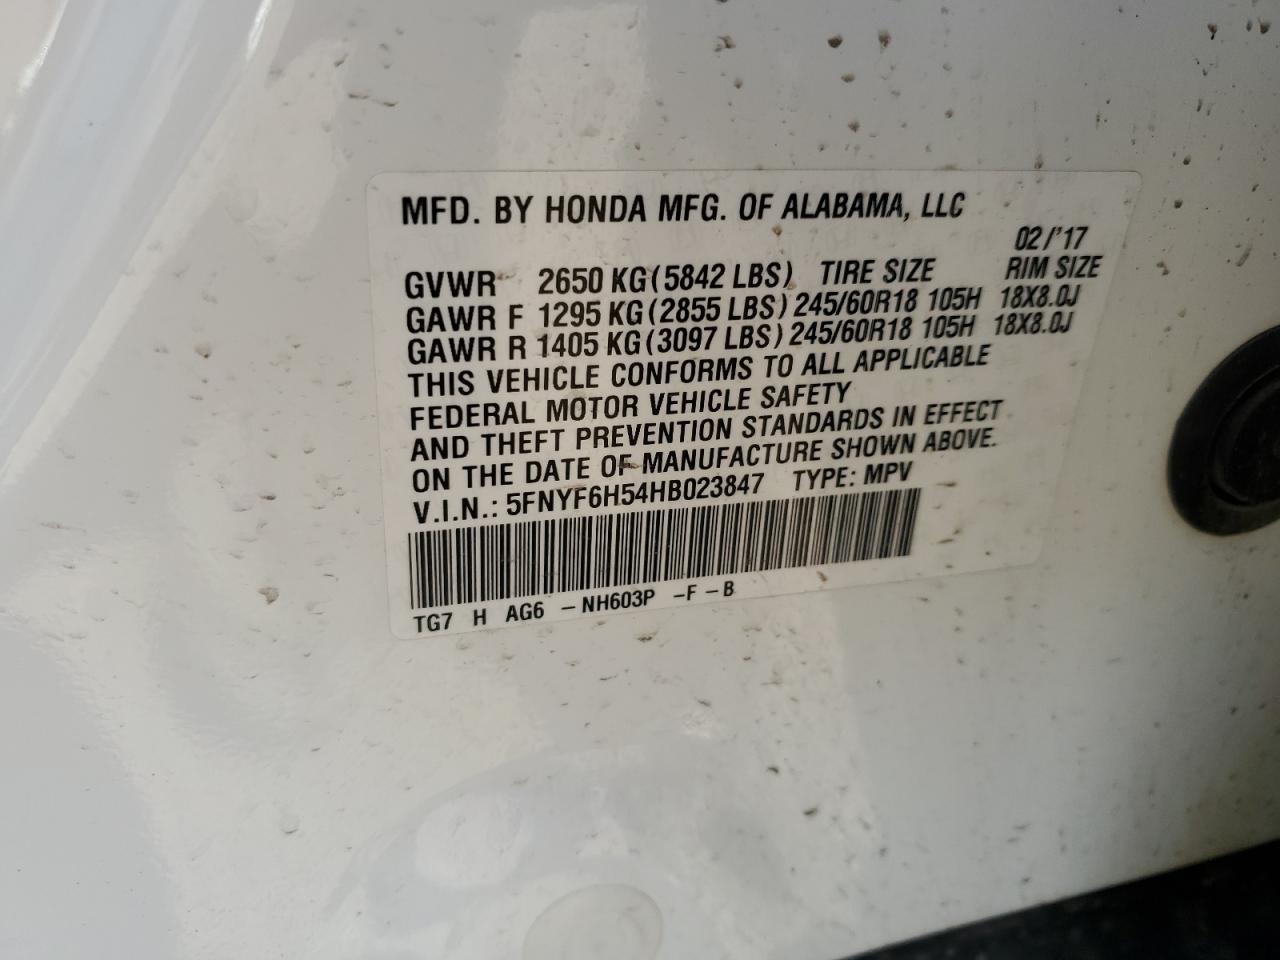 MFD. BY HONDA MFG. OF ALABAMA, LLC
02/'17
GVWR 2650 KG(5842 LBS) TIRE SIZE RIM SIZE
GAWR F 1295 KG(2855 LBS) 245/60R18 105H 18X8.0J
GAWR R 1405 KG(3097 LBS) 245/60R18 105H 18X8.0J
THIS VEHICLE CONFORMS TO ALL APPLICABLE
FEDERAL MOTOR VEHICLE SAFETY
AND THEFT PREVENTION STANDARDS IN EFFECT
ON THE DATE OF MANUFACTURE SHOWN ABOVE.
V.I.N.: 5FNYF6H54HB023847 TYPE: MPV
TG7 H AG6 -NH603P -F -B